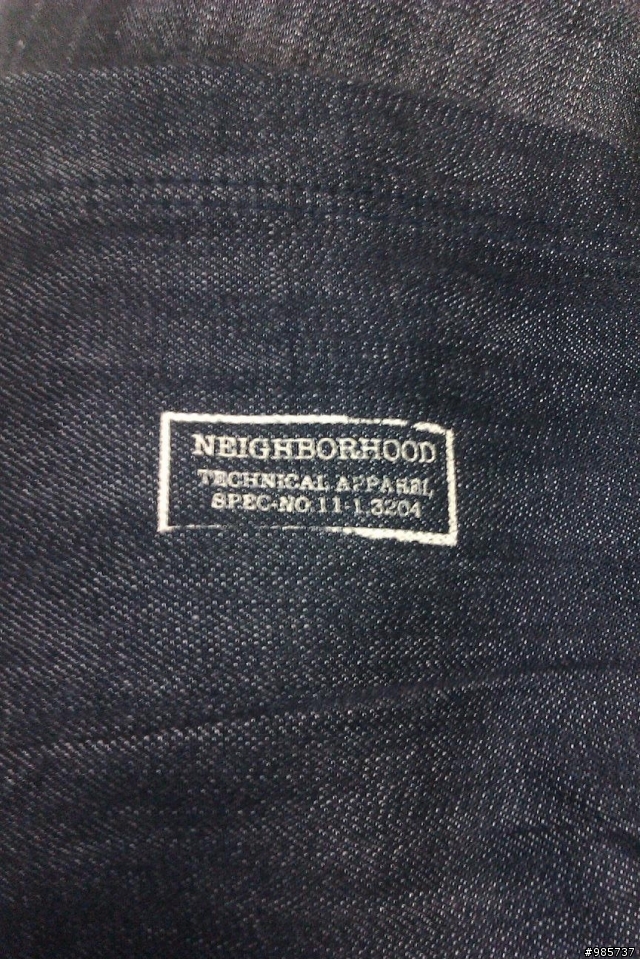 NEIGHBORHOOD
TECHNICAL APPAREL
SPEC-NO.11-1.3204
#985737